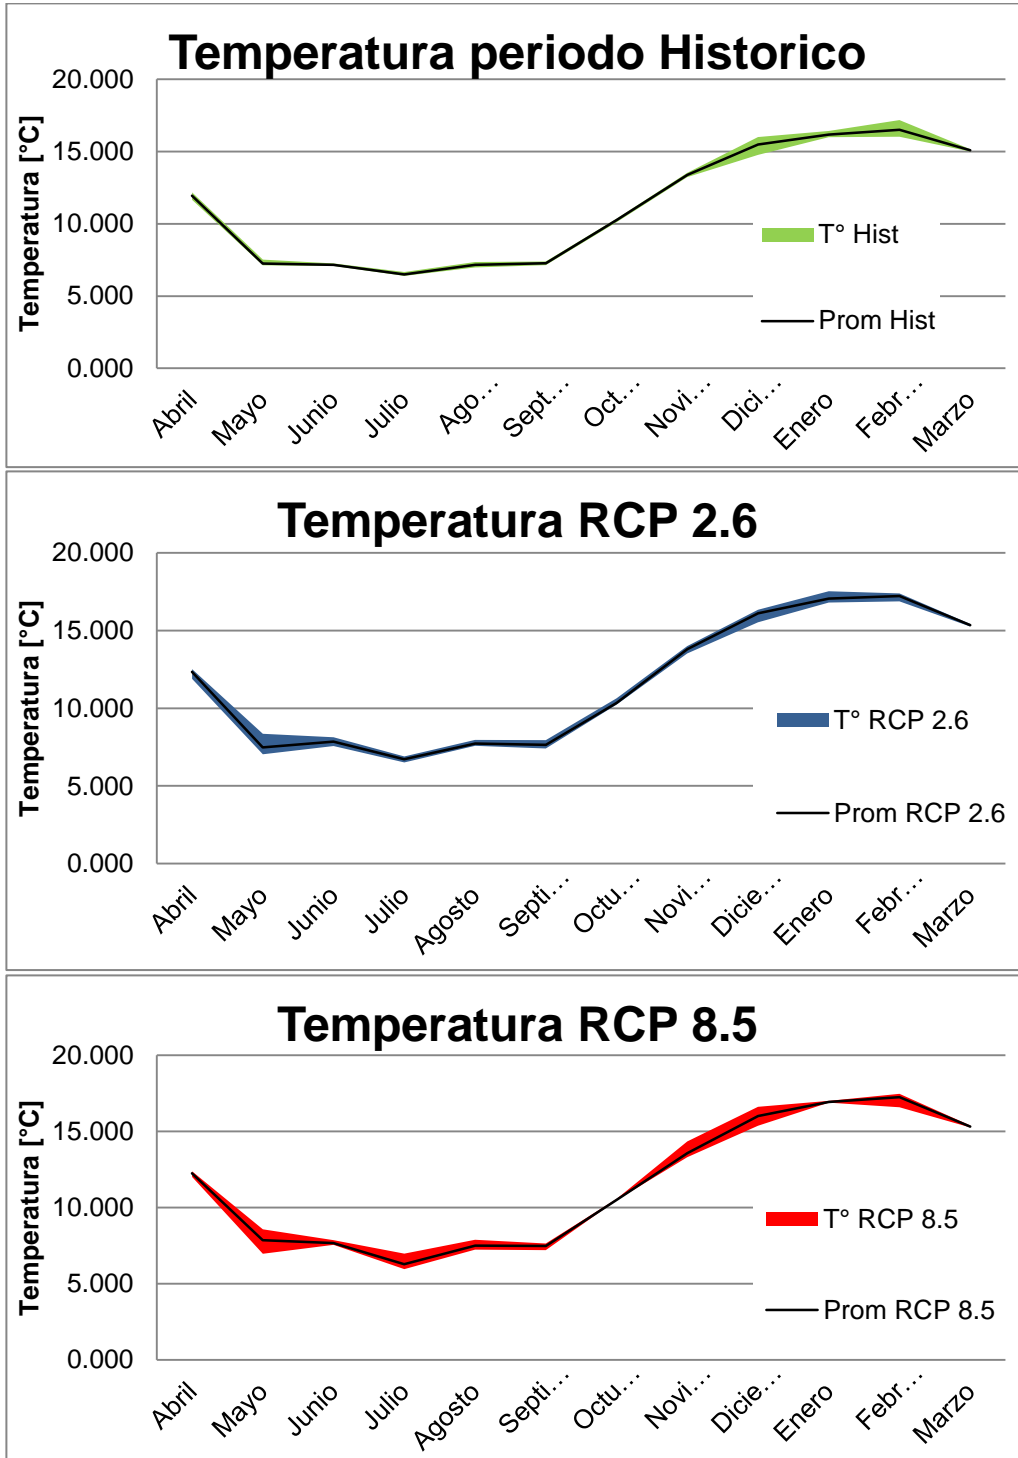 Temperatura periodo Historico
Temperatura [°C]
20.000
15.000
10.000
5.000
0.000
T° Hist
Prom Hist
Abril
Mayo
Junio
Julio
Ago...
Sept...
Oct...
Novi...
Dici...
Enero
Febr...
Marzo
Temperatura RCP 2.6
Temperatura [°C]
20.000
15.000
10.000
5.000
0.000
T° RCP 2.6
Prom RCP 2.6
Abril
Mayo
Junio
Julio
Agosto
Septi...
Octu...
Novi...
Dicie...
Enero
Febr...
Marzo
Temperatura RCP 8.5
Temperatura [°C]
20.000
15.000
10.000
5.000
0.000
T° RCP 8.5
Prom RCP 8.5
Abril
Mayo
Junio
Julio
Agosto
Septi...
Octu...
Novi...
Dicie...
Enero
Febr...
Marzo